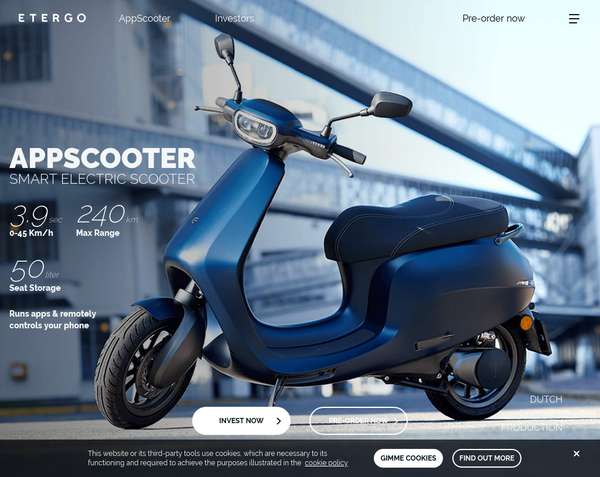 ETERGO
AppScooter
Investors
Pre-order now
APPSCOOTER
SMART ELECTRIC SCOOTER
3.9 sec
0-45 Km/h
240 km
Max Range
50 liter
Seat Storage
Runs apps & remotely
controls your phone
DUTCH
PRODUCTION
INVEST NOW
PRE-ORDER NOW
This website or its third-party tools use cookies, which are necessary to its
functioning and required to achieve the purposes illustrated in the cookie policy
GIMME COOKIES
FIND OUT MORE